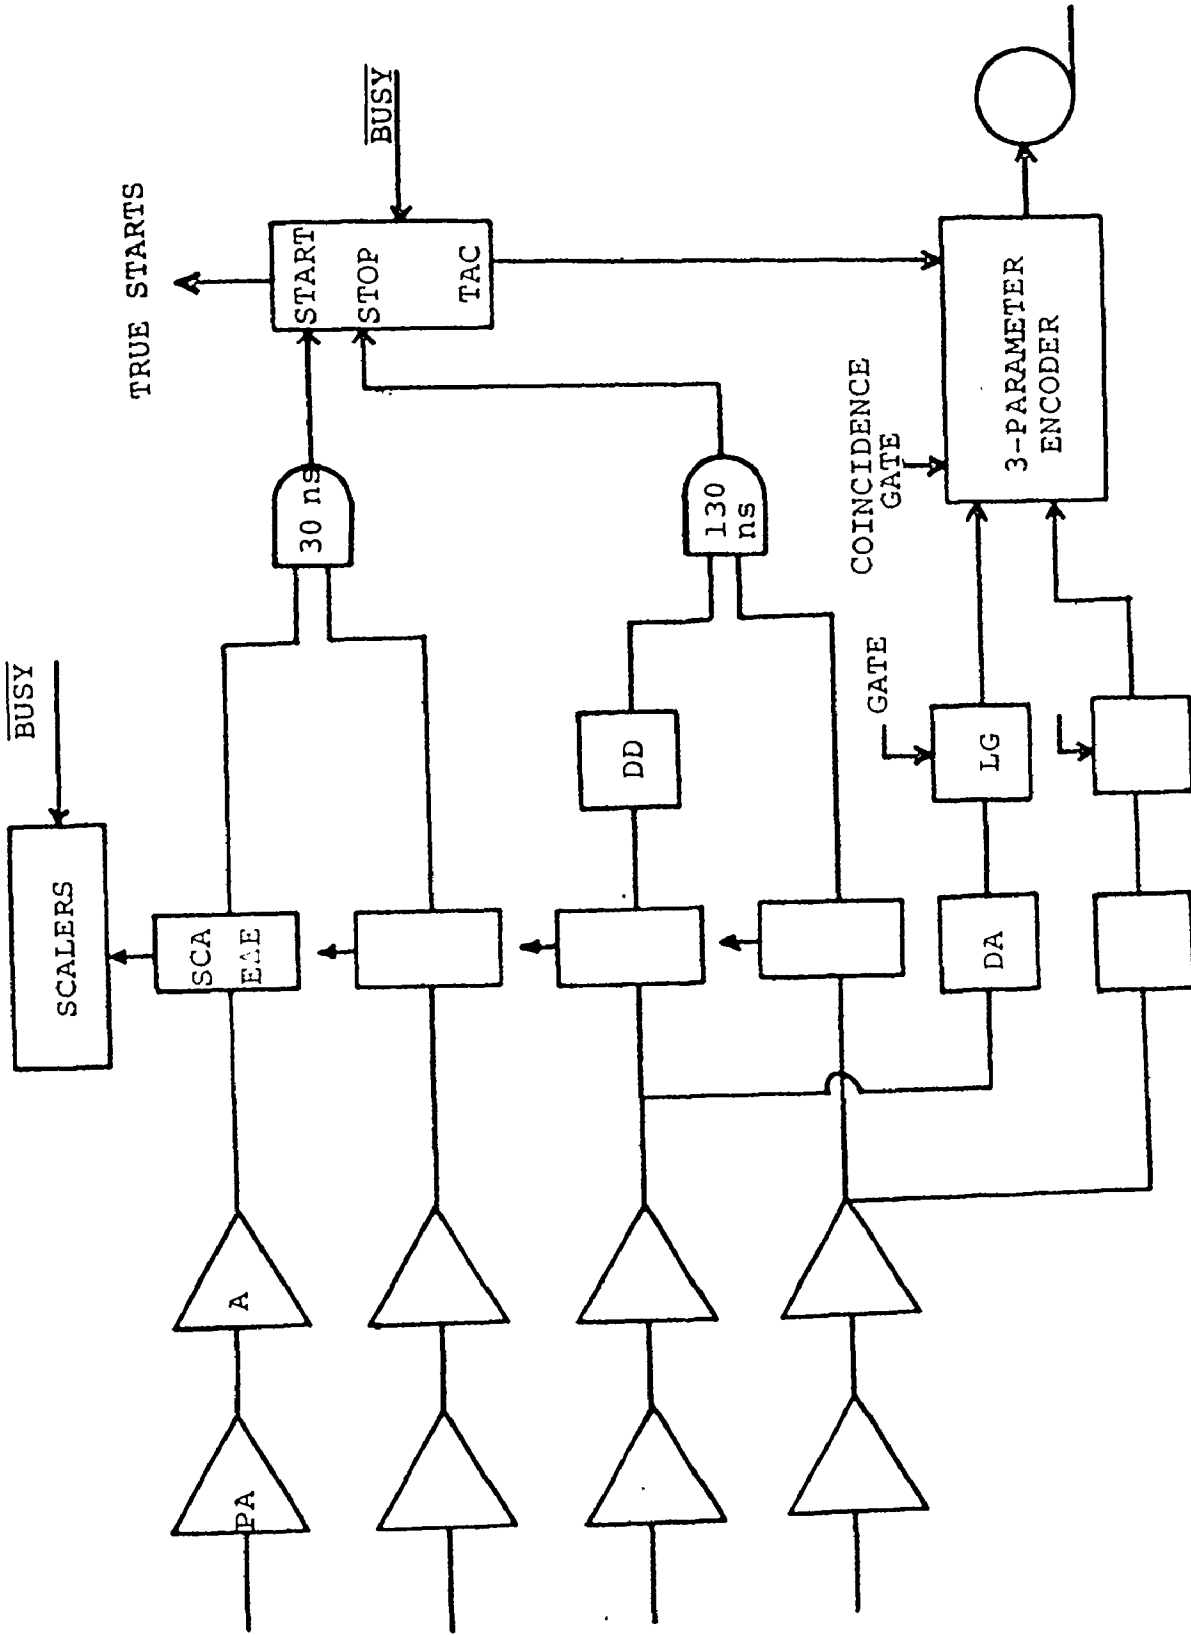 TRUE STARTS
BUSY
START
STOP
TAC
30 ns
130
ns
COINCIDENCE
GATE
3-PARAMETER
ENCODER
BUSY
SCALERS
SCA
EΔE
DD
GATE
LG
DA
A
PA